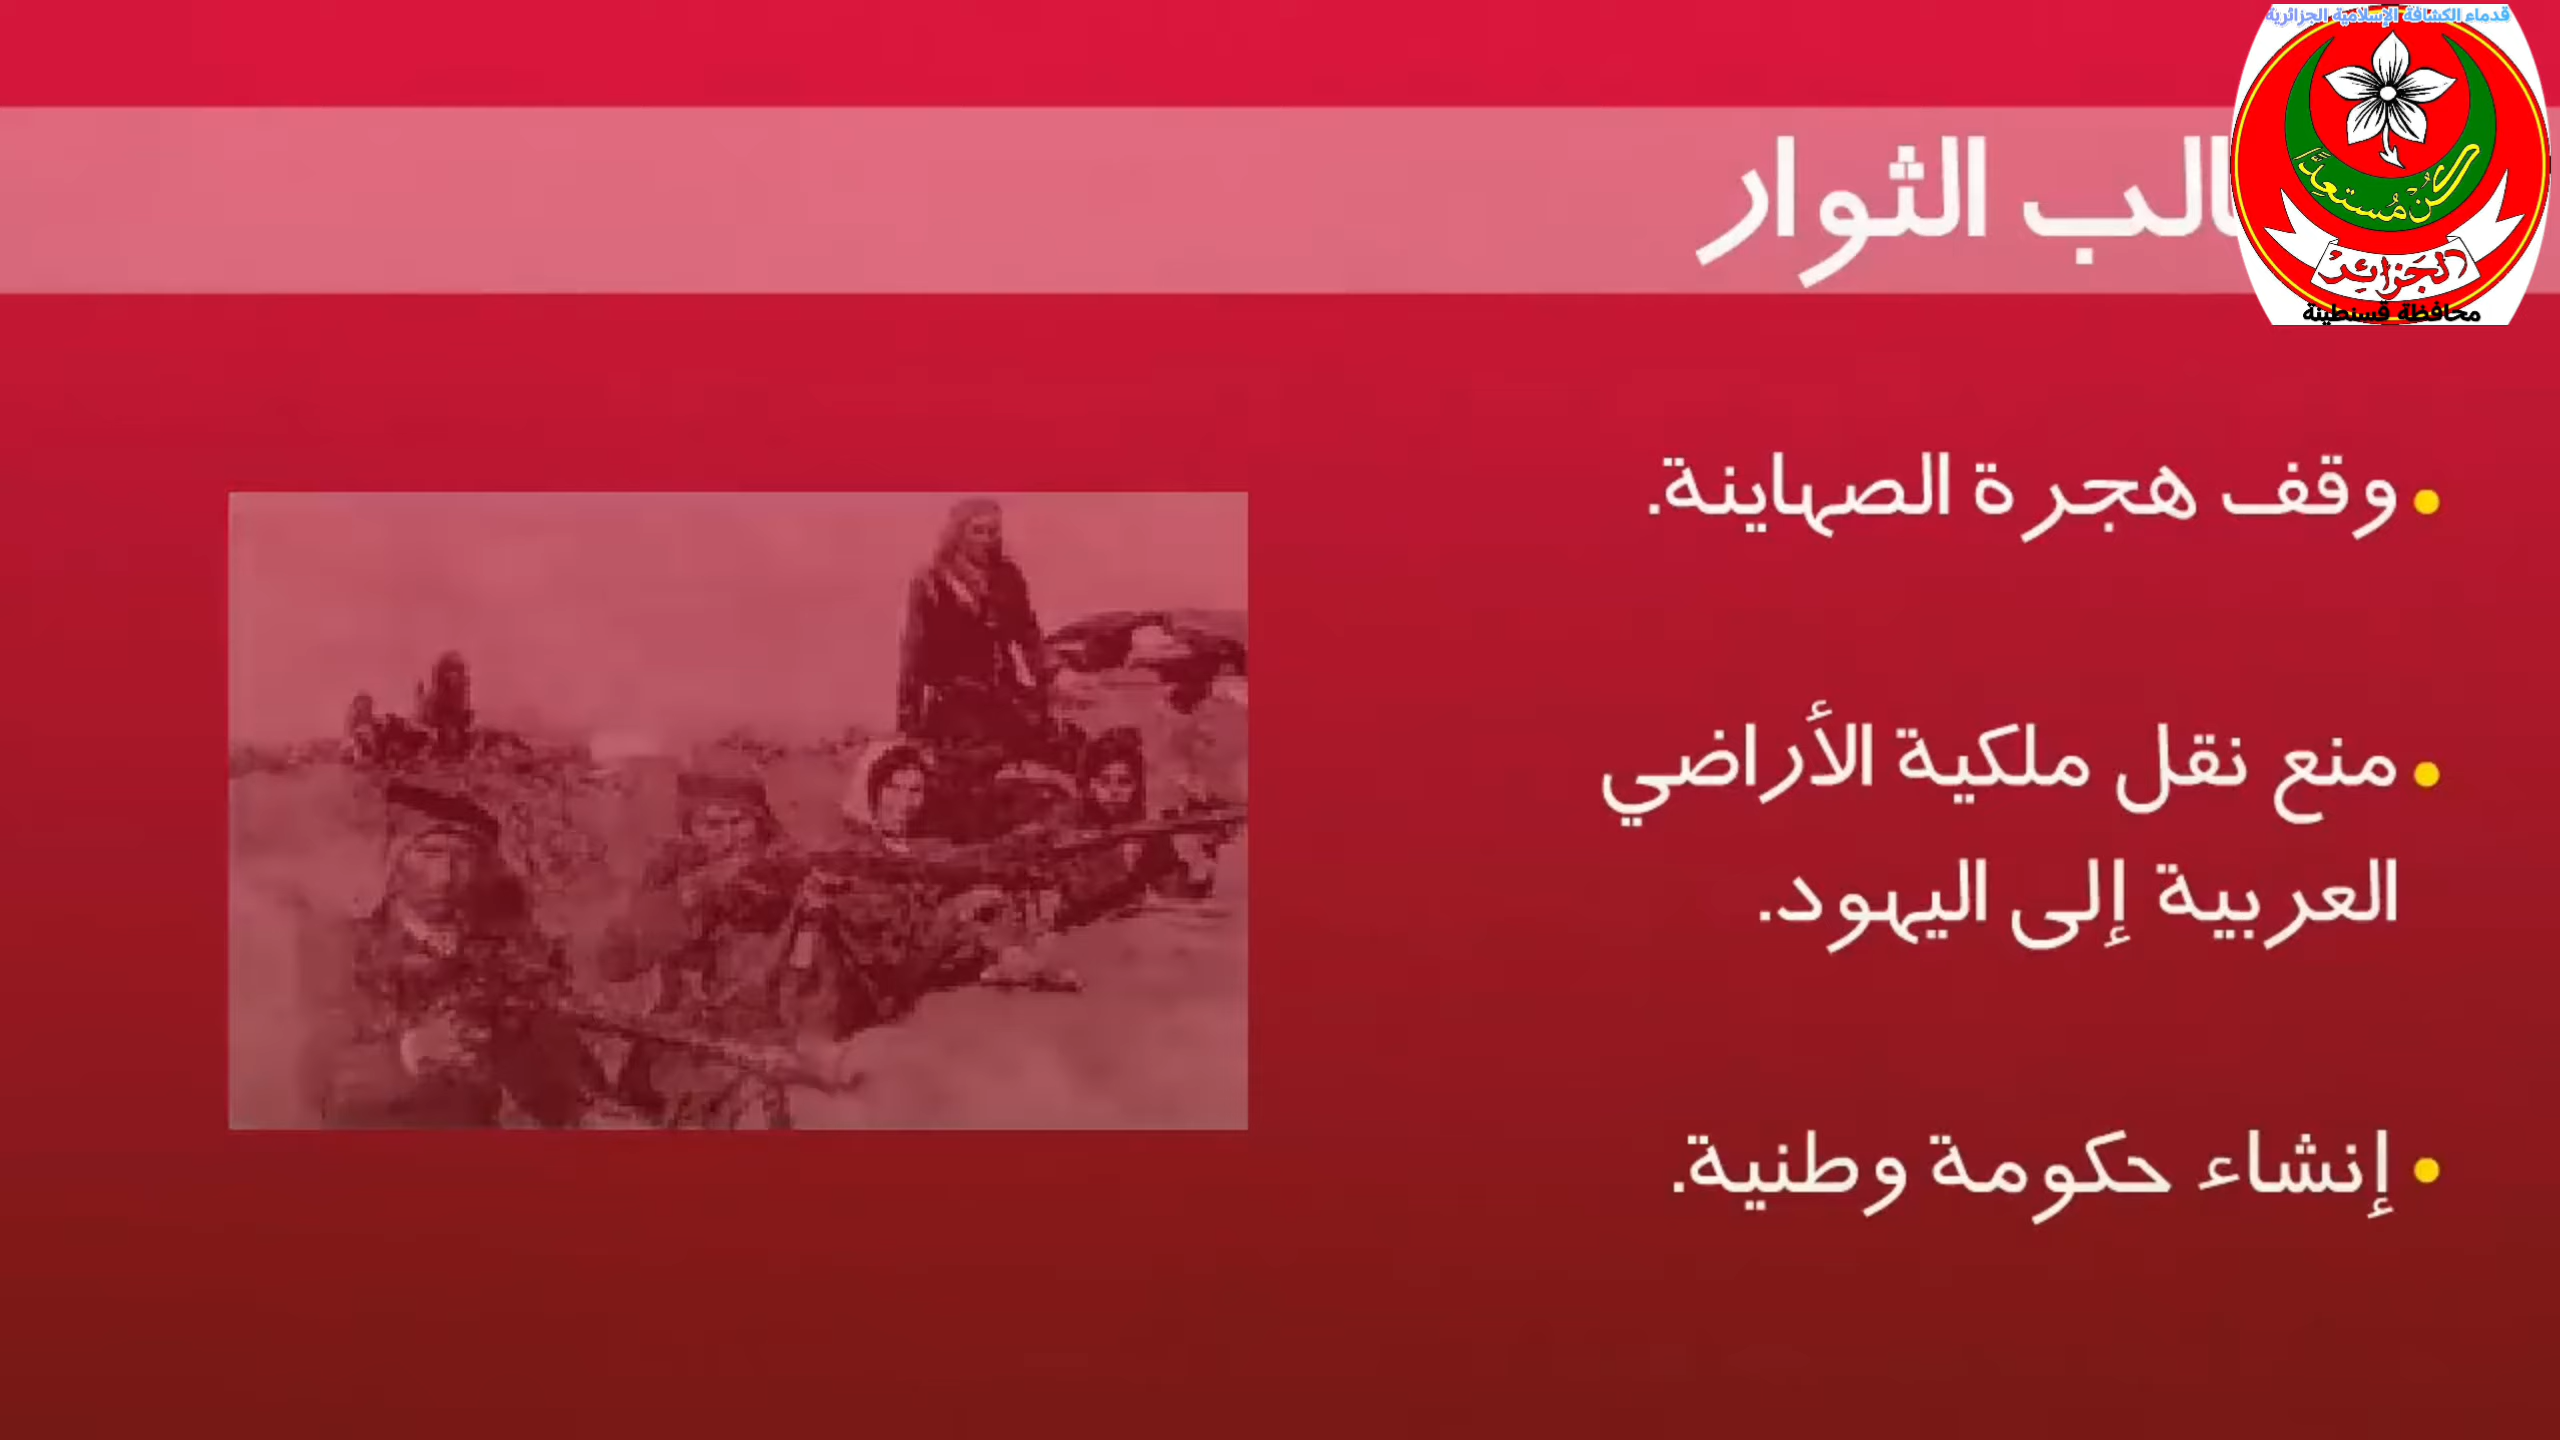 قدماء الكشافة الإسلامية الجزائرية
كن مستعدا
الجزائر
محافظة قسنطينة
الثوار
وقف هجرة الصهاينة.
منع نقل ملكية الأراضي
العربية إلى اليهود.
إنشاء حكومة وطنية.